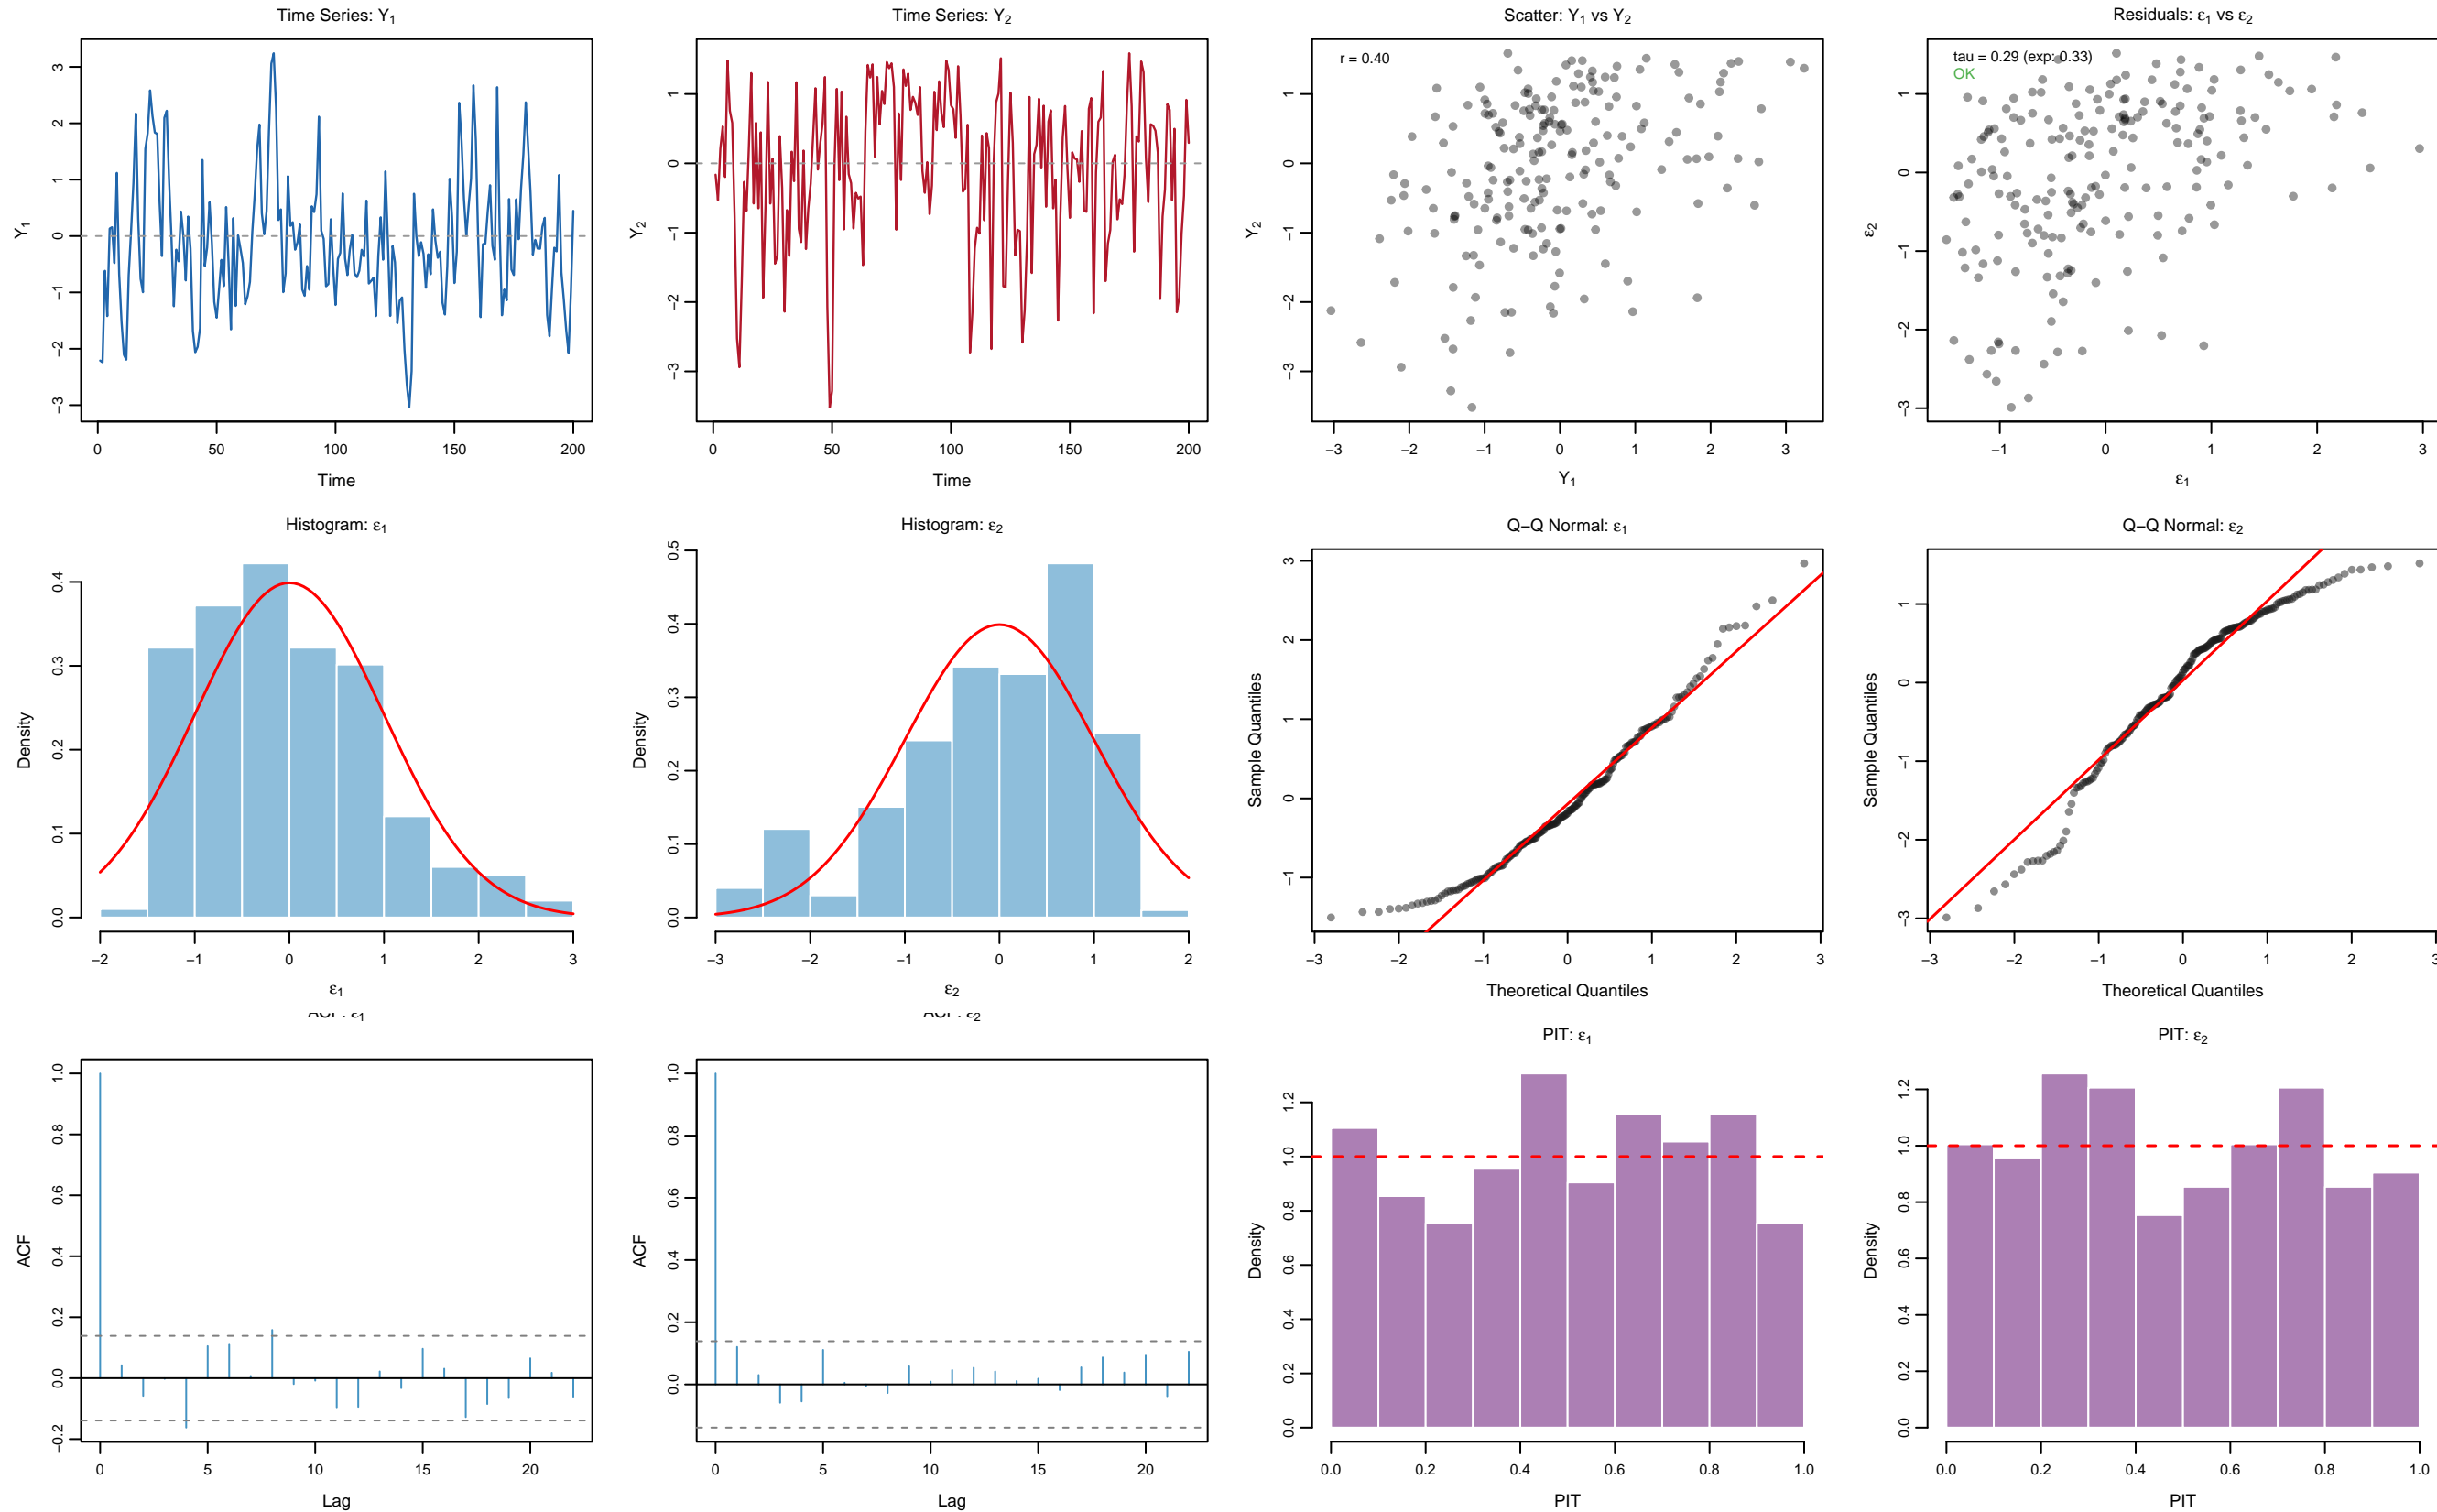 Time Series: Y1
3
2
1
0
−1
−2
−3
Y1
0 50 100 150 200
Time
Time Series: Y2
1
0
−1
−2
−3
Y2
0 50 100 150 200
Time
Scatter: Y1 vs Y2
r = 0.40
1
0
−1
−2
−3
Y2
−3 −2 −1 0 1 2 3
Y1
Residuals: ε1 vs ε2
tau = 0.29 (exp: 0.33)
OK
1
0
−1
−2
−3
ε2
−1 0 1 2 3
ε1
Histogram: ε1
0.4
0.3
0.2
0.1
0.0
Density
−2 −1 0 1 2 3
ε1
Histogram: ε2
0.5
0.4
0.3
0.2
0.1
0.0
Density
−3 −2 −1 0 1 2
ε2
Q−Q Normal: ε1
3
2
1
0
−1
Sample Quantiles
−3 −2 −1 0 1 2 3
Theoretical Quantiles
Q−Q Normal: ε2
1
0
−1
−2
−3
Sample Quantiles
−3 −2 −1 0 1 2 3
Theoretical Quantiles
ACF: ε1
1.0
0.8
0.6
0.4
0.2
0.0
−0.2
ACF
0 5 10 15 20
Lag
ACF: ε2
1.0
0.8
0.6
0.4
0.2
0.0
ACF
0 5 10 15 20
Lag
PIT: ε1
1.2
1.0
0.8
0.6
0.4
0.2
0.0
Density
0.0 0.2 0.4 0.6 0.8 1.0
PIT
PIT: ε2
1.2
1.0
0.8
0.6
0.4
0.2
0.0
Density
0.0 0.2 0.4 0.6 0.8 1.0
PIT